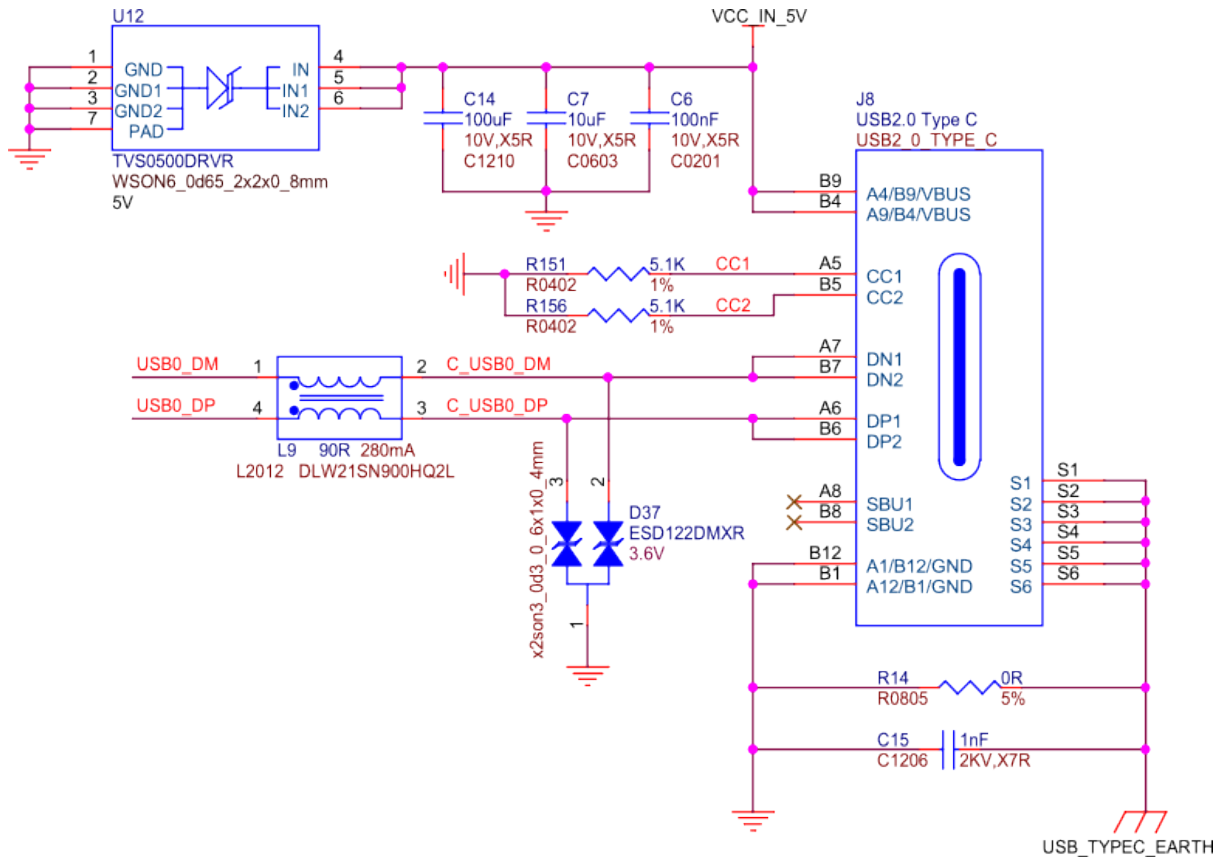 U12
VCC_IN_5V
1
GND
IN
4
2
GND1
IN1
5
3
GND2
IN2
6
7
PAD
TVS0500DRVR
WSON6_0d65_2x2x0_8mm
5V
C14
100uF
10V,X5R
C1210
C7
10uF
10V,X5R
C0603
C6
100nF
10V,X5R
C0201
J8
USB2.0 Type C
USB2_0_TYPE_C
B9
A4/B9/VBUS
B4
A9/B4/VBUS
R151
5.1K
CC1
A5
CC1
R0402
1%
B5
CC2
R156
5.1K
CC2
R0402
1%
A7
DN1
B7
DN2
USB0_DM
1
2
C_USB0_DM
USB0_DP
4
3
C_USB0_DP
A6
DP1
B6
DP2
L9
90R
280mA
L2012
DLW21SN900HQ2L
x2son3_0d3_0_6x1x0_4mm
3
2
D37
ESD122DMXR
3.6V
1
A8
SBU1
B8
SBU2
B12
A1/B12/GND
B1
A12/B1/GND
S1
S1
S2
S2
S3
S3
S4
S4
S5
S5
S6
S6
R14
0R
R0805
5%
C15
1nF
C1206
2KV,X7R
USB_TYPEC_EARTH